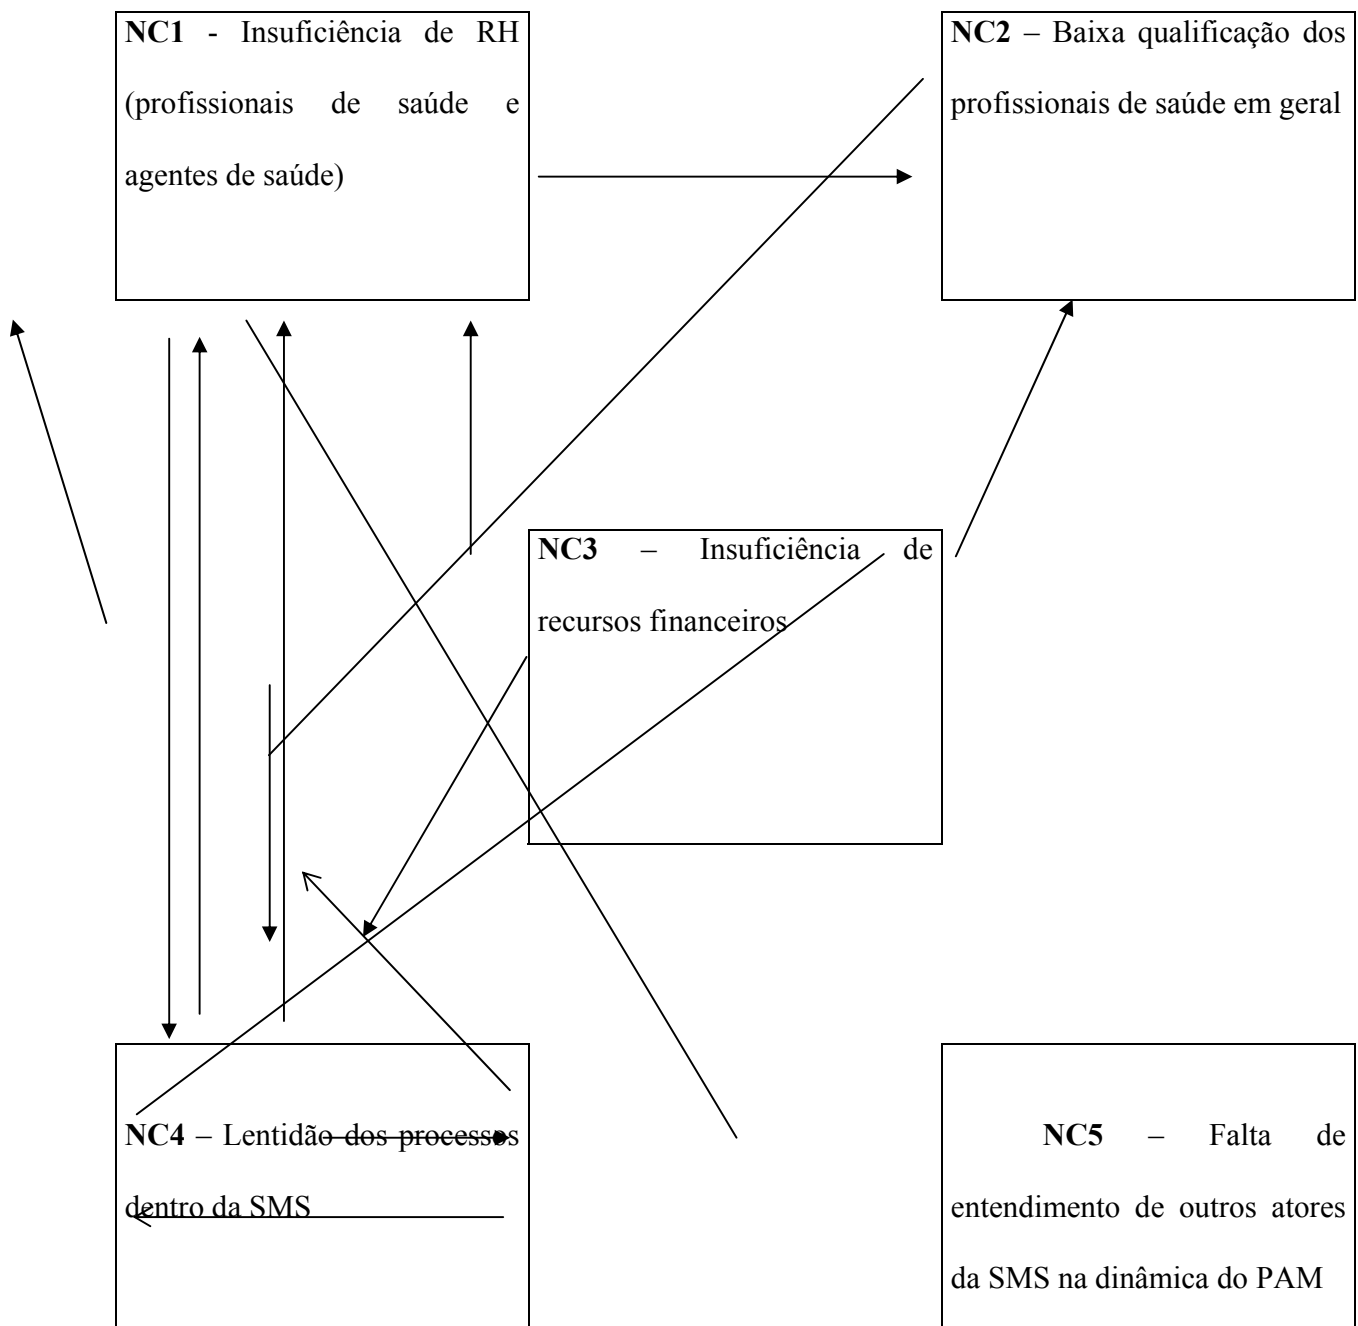 NC1 - Insuficiência de RH
(profissionais de saúde e
agentes de saúde)
NC2 – Baixa qualificação dos
profissionais de saúde em geral
NC3 – Insuficiência de
recursos financeiros
NC4 – Lentidão dos processos
dentro da SMS
NC5 – Falta de
entendimento de outros atores
da SMS na dinâmica do PAM